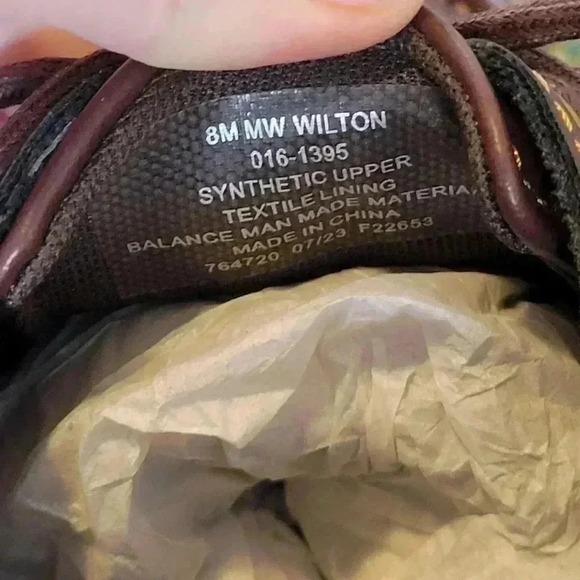 8M MW WILTON
016-1395
SYNTHETIC UPPER
TEXTILE LINING
BALANCE MAN MADE MATERIA
MADE IN CHINA
764720 07/23 F22653